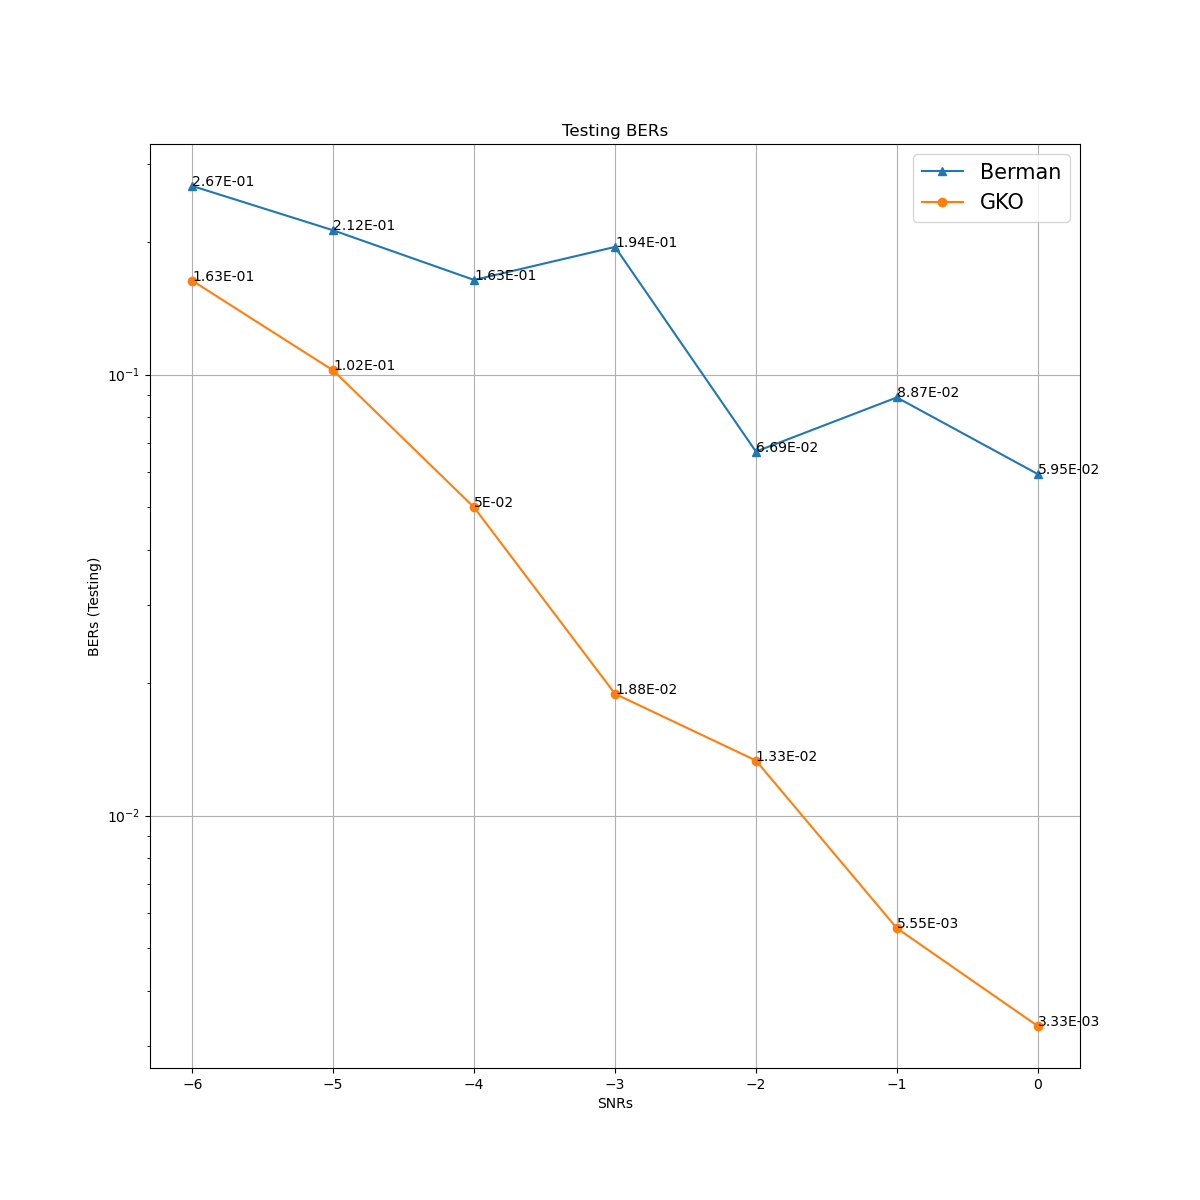 Testing BERs
Berman
GKO
2.67E-01
2.12E-01
1.63E-01
1.94E-01
6.69E-02
8.87E-02
5.95E-02
1.63E-01
1.02E-01
5E-02
1.88E-02
1.33E-02
5.55E-03
3.33E-03
10⁻¹
10⁻²
BERs (Testing)
−6 −5 −4 −3 −2 −1 0
SNRs